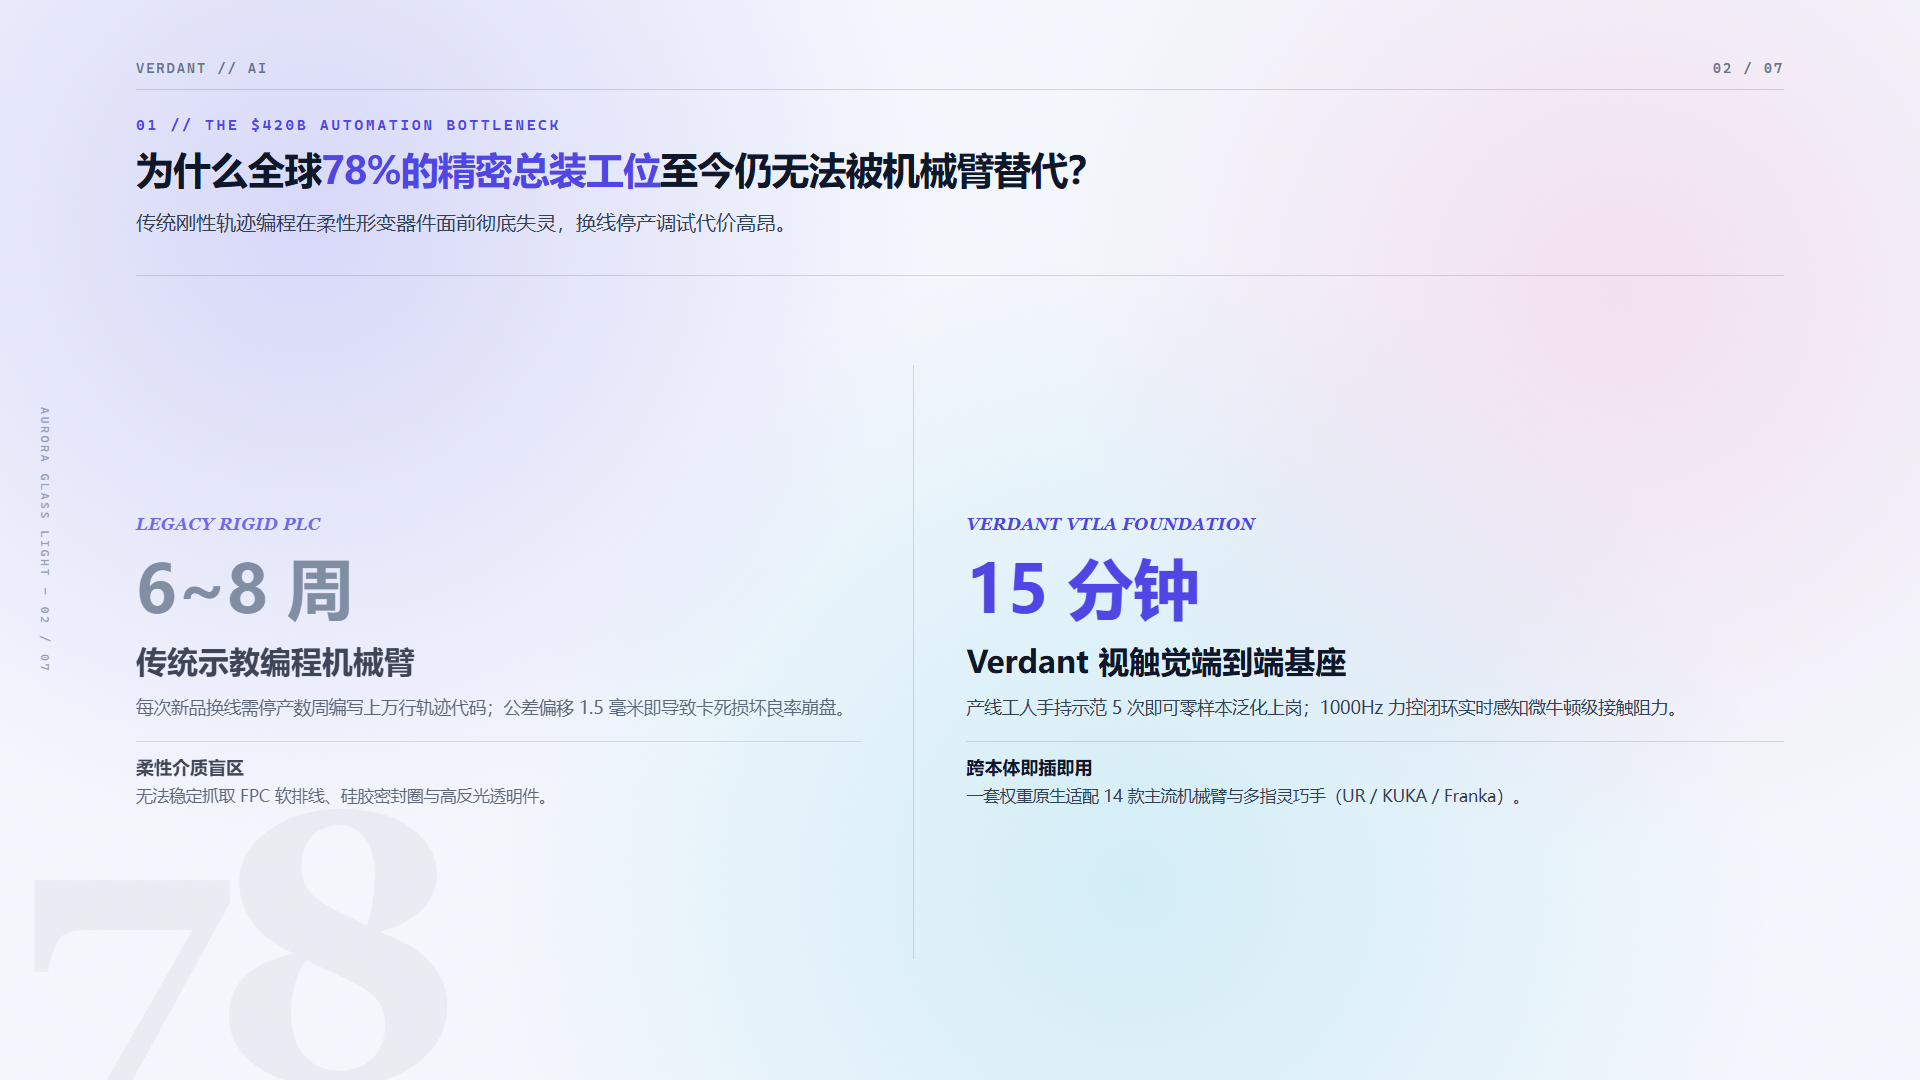 VERDANT // AI
02 / 07
01 // THE $420B AUTOMATION BOTTLENECK
为什么全球78%的精密总装工位至今仍无法被机械臂替代?
传统刚性轨迹编程在柔性形变器件面前彻底失灵，换线停产调试代价高昂。
AURORA GLASS LIGHT — 02 / 07
LEGACY RIGID PLC
6~8 周
传统示教编程机械臂
每次新品换线需停产数周编写上万行轨迹代码；公差偏移 1.5 毫米即导致卡死损坏良率崩盘。
柔性介质盲区
无法稳定抓取 FPC 软排线、硅胶密封圈与高反光透明件。
VERDANT VTLA FOUNDATION
15 分钟
Verdant 视触觉端到端基座
产线工人手持示范 5 次即可零样本泛化上岗；1000Hz 力控闭环实时感知微牛顿级接触阻力。
跨本体即插即用
一套权重原生适配 14 款主流机械臂与多指灵巧手（UR / KUKA / Franka）。
78